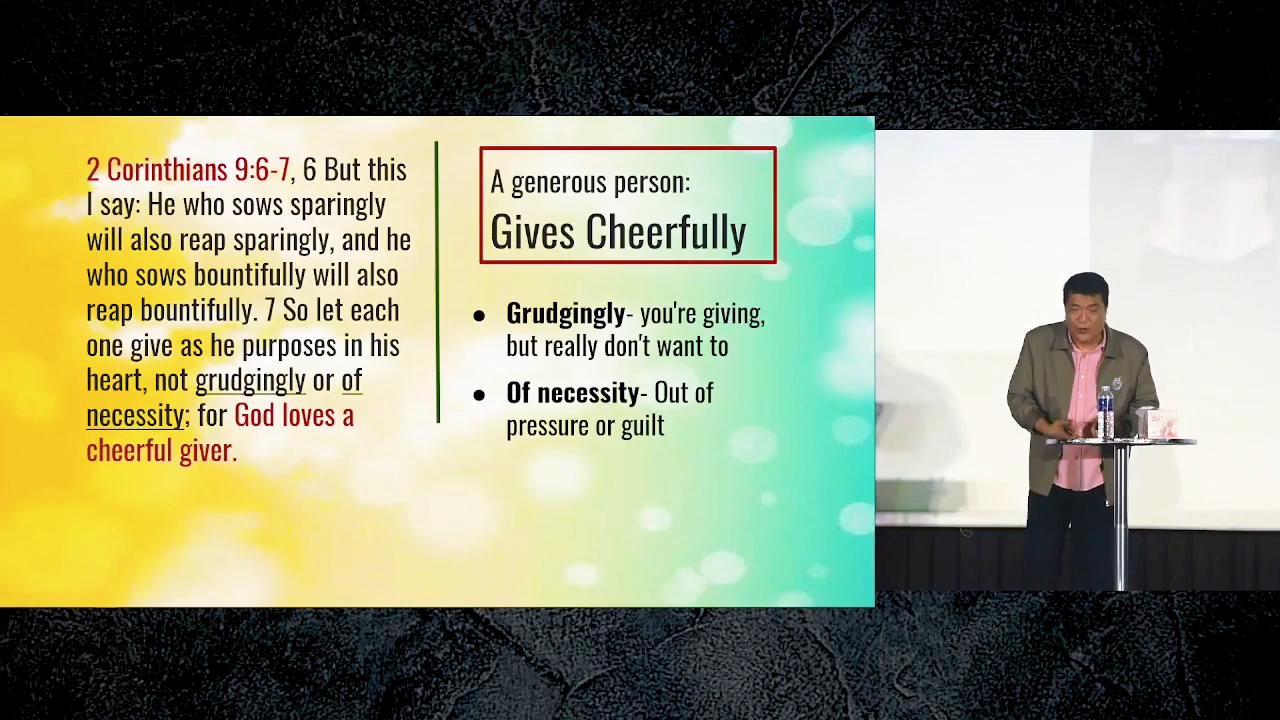 2 Corinthians 9:6-7, 6 But this
I say: He who sows sparingly
will also reap sparingly, and he
who sows bountifully will also
reap bountifully. 7 So let each
one give as he purposes in his
heart, not grudgingly or of
necessity; for God loves a
cheerful giver.
A generous person:
Gives Cheerfully
● Grudgingly- you're giving,
but really don't want to
● Of necessity- Out of
pressure or guilt